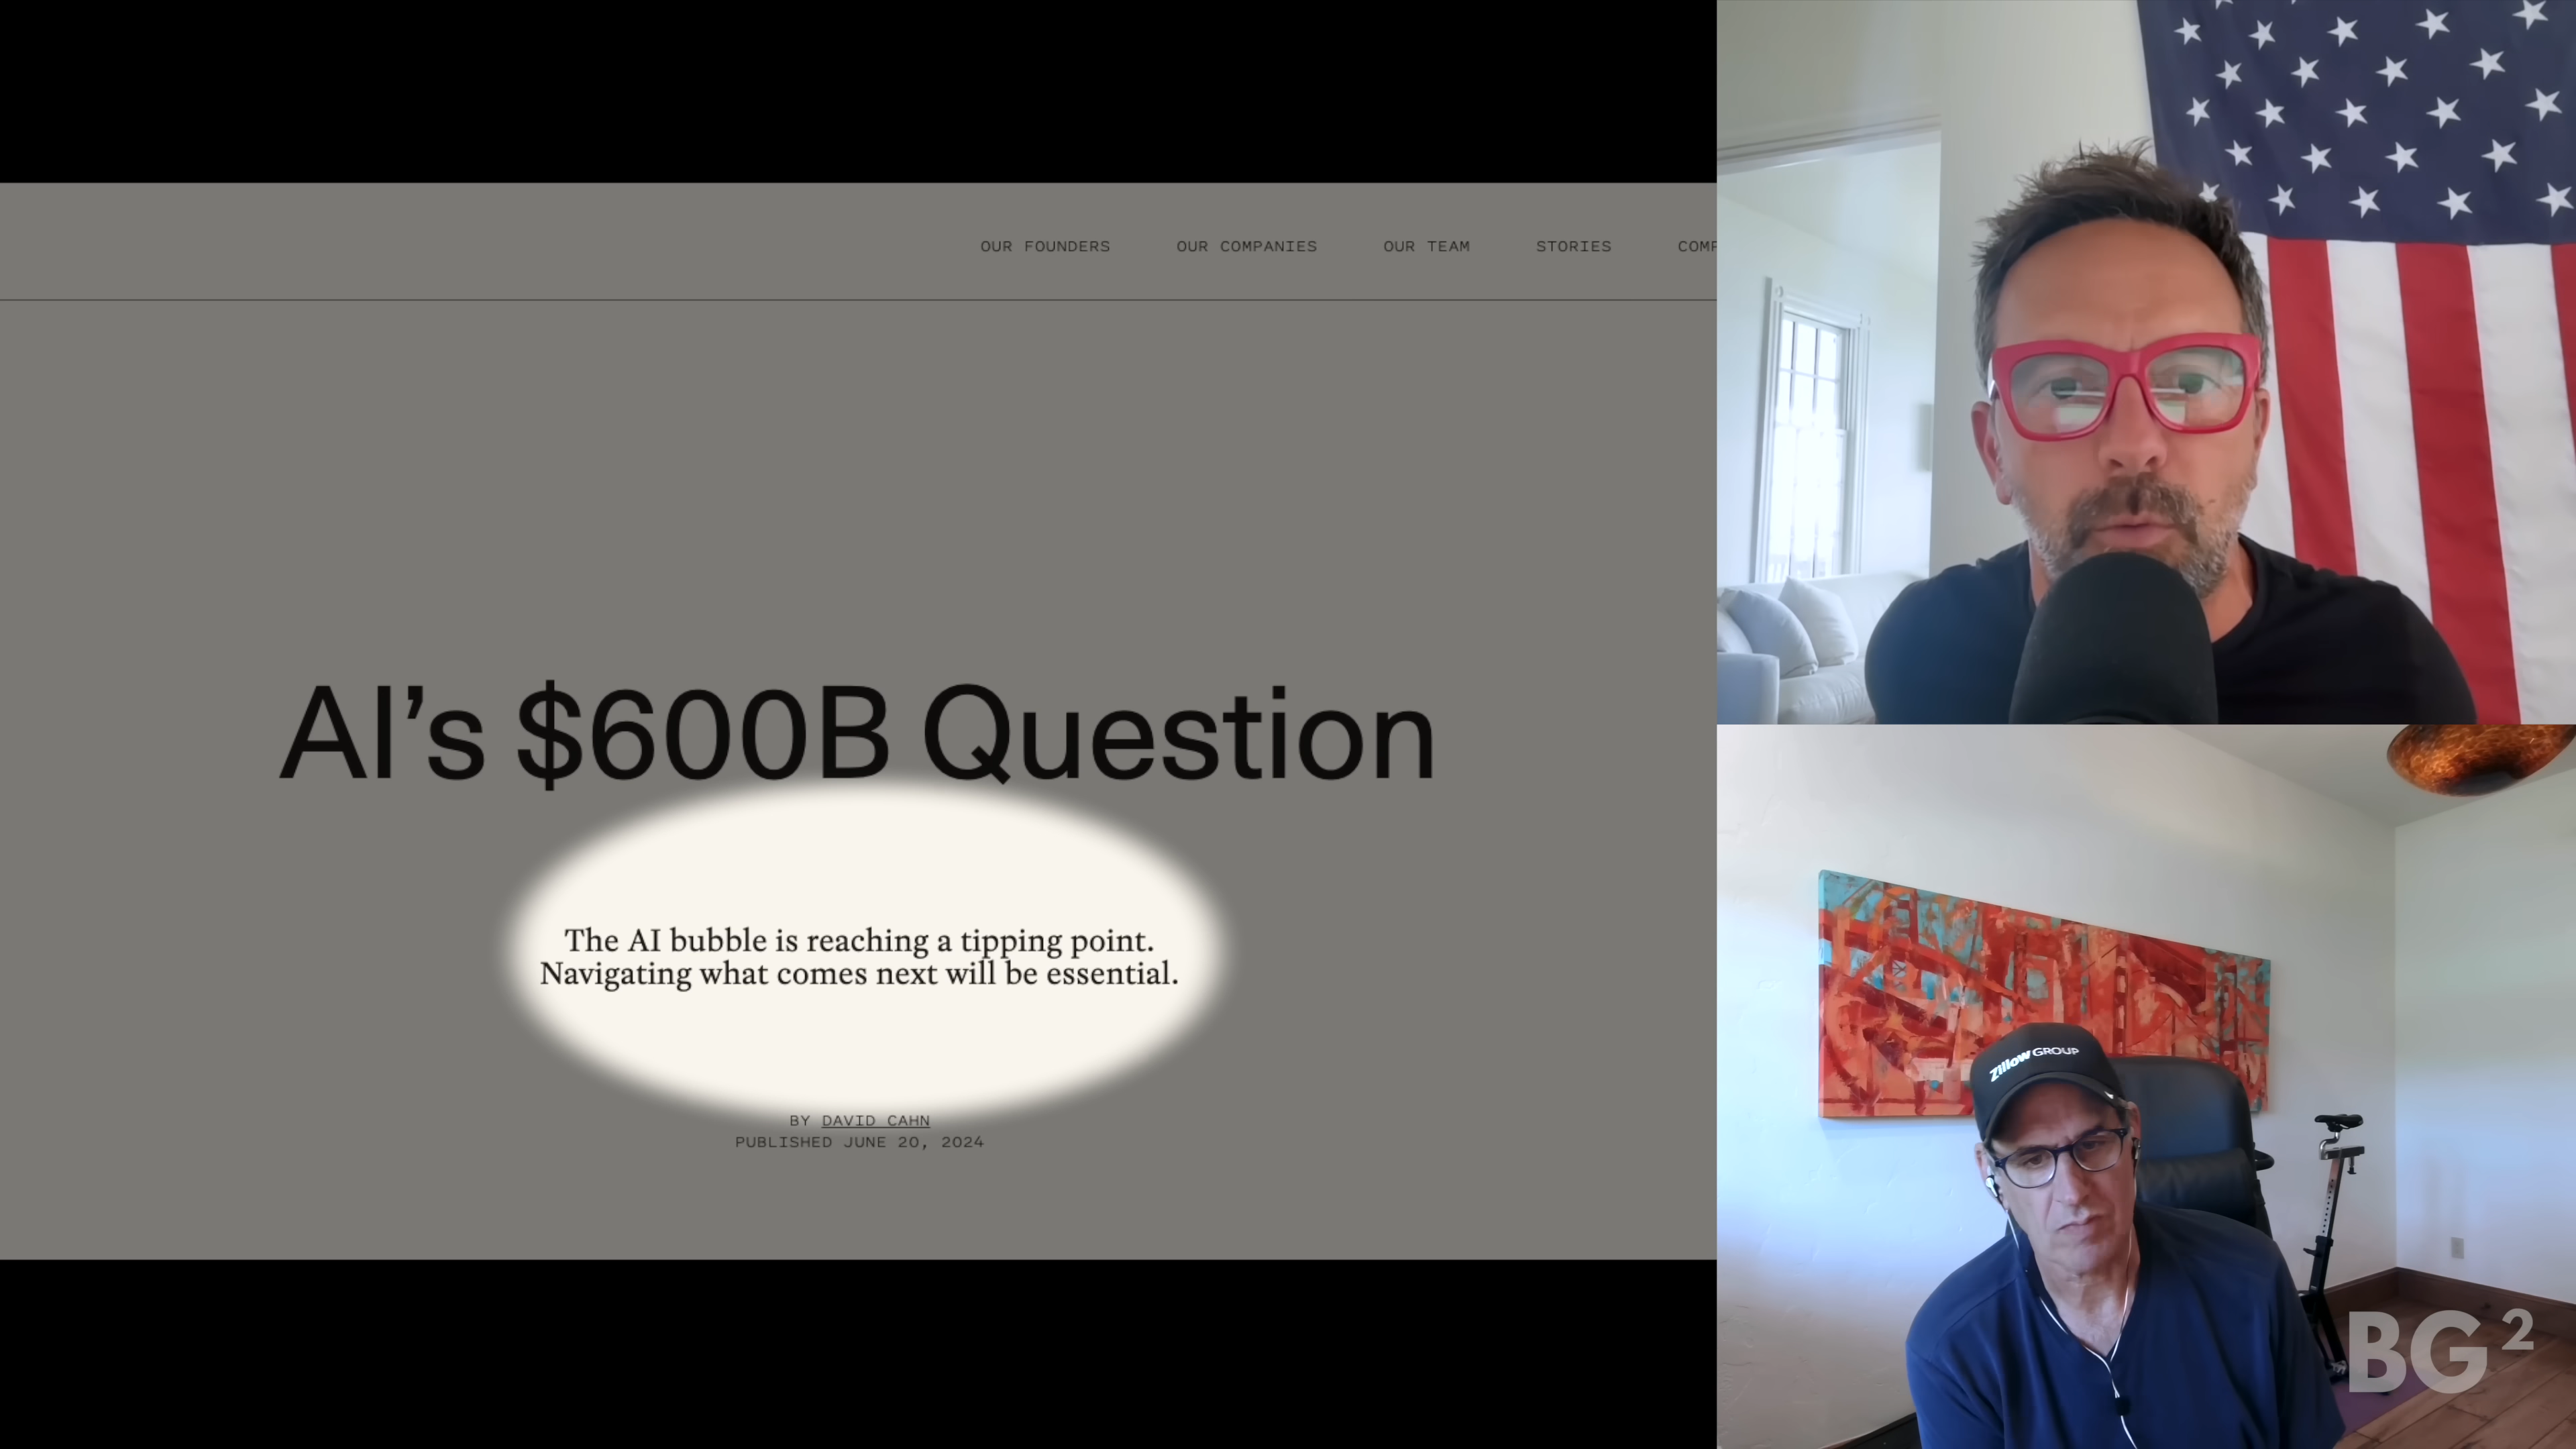 OUR FOUNDERS OUR COMPANIES OUR TEAM STORIES COMP
AI’s $600B Question
The AI bubble is reaching a tipping point.
Navigating what comes next will be essential.
BY DAVID CAHN
PUBLISHED JUNE 20, 2024
Zillow GROUP
BG2